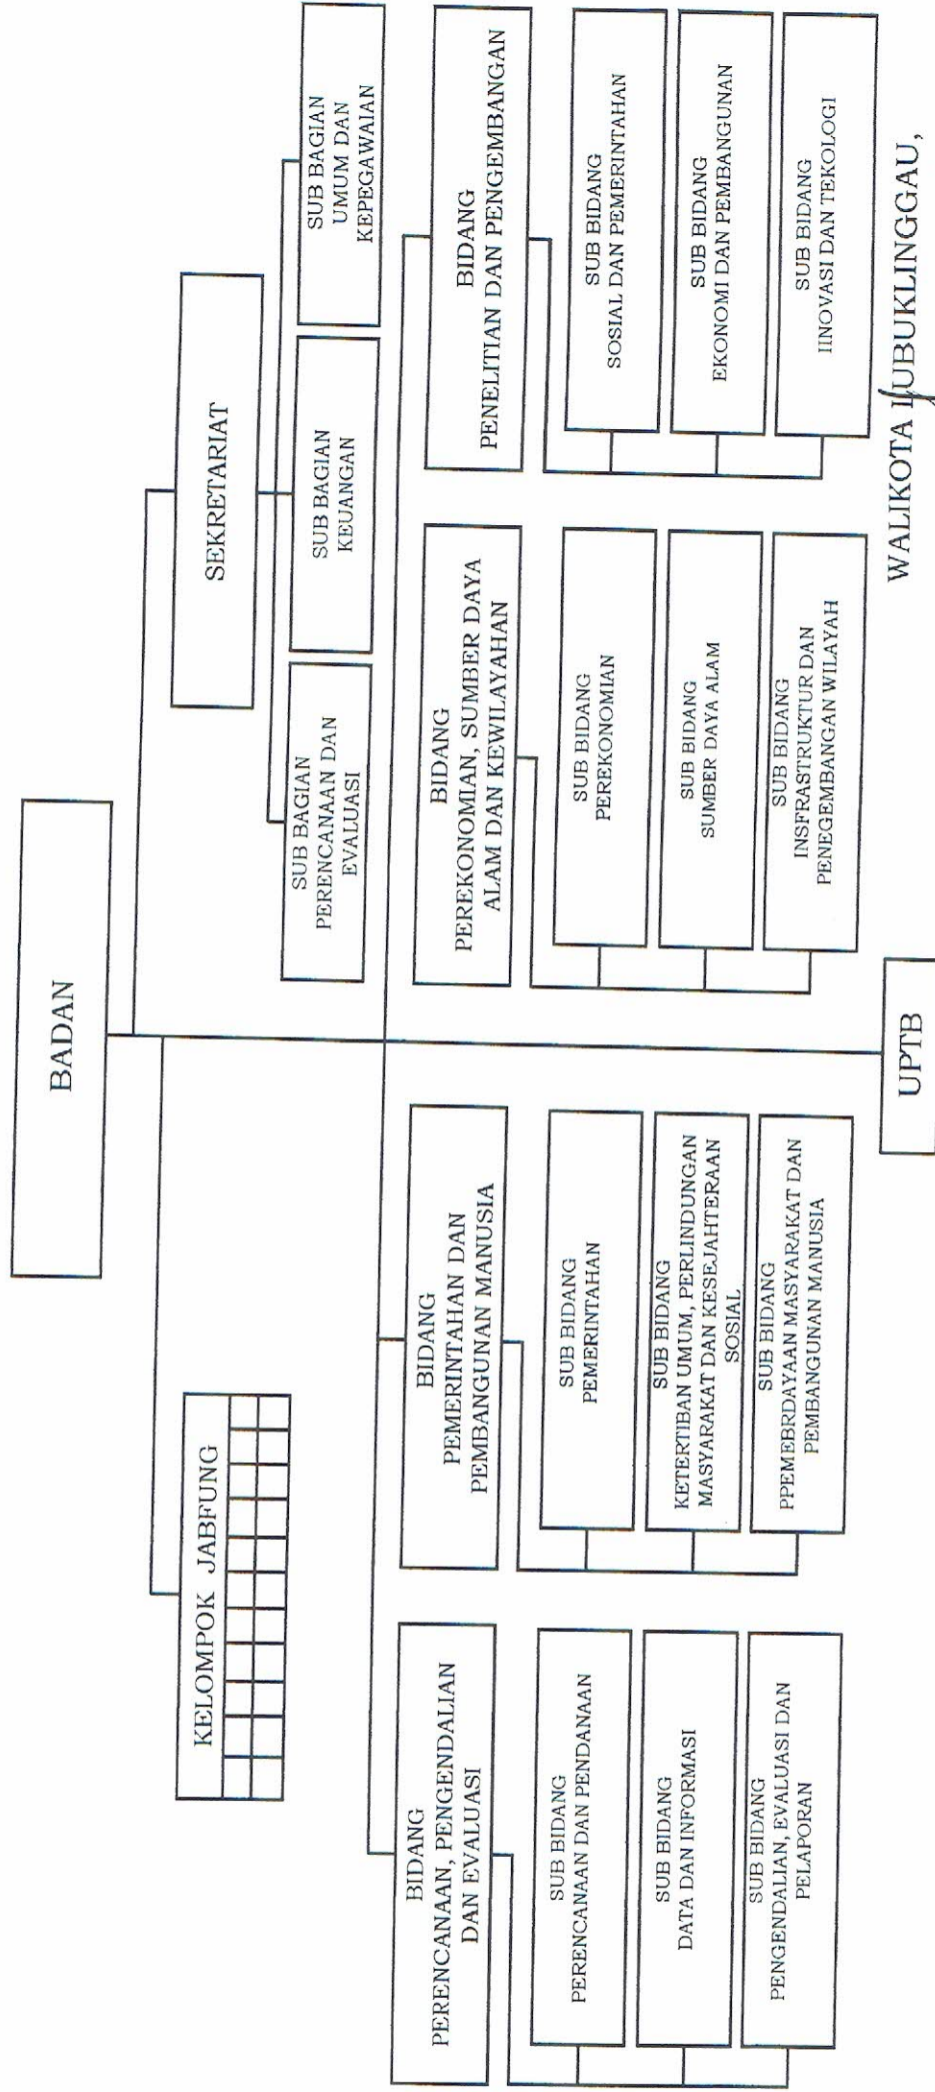 BADAN
KELOMPOK JABFUNG
SEKRETARIAT
SUB BAGIAN
PERENCANAAN DAN
EVALUASI
SUB BAGIAN
KEUANGAN
SUB BAGIAN
UMUM DAN
KEPEGAWAIAN
BIDANG
PERENCANAAN, PENGENDALIAN
DAN EVALUASI
SUB BIDANG
PERENCANAAN DAN PENDANAAN
SUB BIDANG
DATA DAN INFORMASI
SUB BIDANG
PENGENDALIAN, EVALUASI DAN
PELAPORAN
BIDANG
PEMERINTAHAN DAN
PEMBANGUNAN MANUSIA
SUB BIDANG
PEMERINTAHAN
SUB BIDANG
KETERTIBAN UMUM, PERLINDUNGAN
MASYARAKAT DAN KESEJAHTERAAN
SOSIAL
SUB BIDANG
PPEMEBRDAYAAN MASYARAKAT DAN
PEMBANGUNAN MANUSIA
BIDANG
PEREKONOMIAN, SUMBER DAYA
ALAM DAN KEWILAYAHAN
SUB BIDANG
PEREKONOMIAN
SUB BIDANG
SUMBER DAYA ALAM
SUB BIDANG
INSFRASTRUKTUR DAN
PENEGEMBANGAN WILAYAH
BIDANG
PENELITIAN DAN PENGEMBANGAN
SUB BIDANG
SOSIAL DAN PEMERINTAHAN
SUB BIDANG
EKONOMI DAN PEMBANGUNAN
SUB BIDANG
IINOVASI DAN TEKOLOGI
UPTB
WALIKOTA LUBUKLINGGAU,